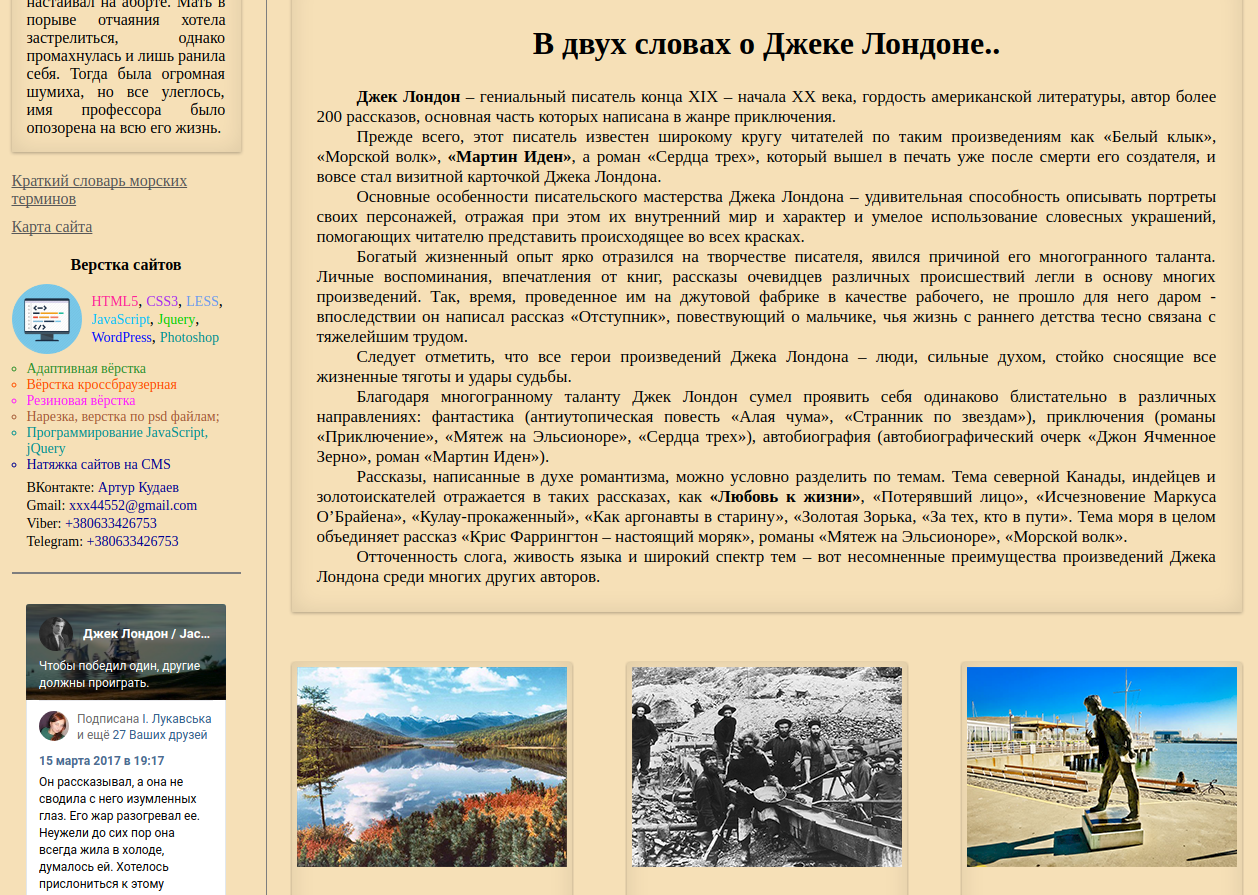 настаивал на аборте. Мать в
порыве отчаяния хотела
застрелиться, однако
промахнулась и лишь ранила
себя. Тогда была огромная
шумиха, но все улеглось,
имя профессора было
опозорена на всю его жизнь.
Краткий словарь морских
терминов
Карта сайта
Верстка сайтов
HTML5, CSS3, LESS,
JavaScript, Jquery,
WordPress, Photoshop
Адаптивная вёрстка
Вёрстка кроссбраузерная
Резиновая вёрстка
Нарезка, верстка по psd файлам;
Программирование JavaScript,
jQuery
Натяжка сайтов на CMS
ВКонтакте: Артур Кудаев
Gmail: xxx44552@gmail.com
Viber: +380633426753
Telegram: +380633426753
Джек Лондон / Jac...
Чтобы победил один, другие
должны проиграть.
Подписана І. Лукавська
и ещё 27 Ваших друзей
15 марта 2017 в 19:17
Он рассказывал, а она не
сводила с него изумленных
глаз. Его жар разогревал ее.
Неужели до сих пор она
всегда жила в холоде,
думалось ей. Хотелось
прислониться к этому
В двух словах о Джеке Лондоне..
Джек Лондон – гениальный писатель конца XIX – начала XX века, гордость американской литературы, автор более
200 рассказов, основная часть которых написана в жанре приключения.
Прежде всего, этот писатель известен широкому кругу читателей по таким произведениям как «Белый клык»,
«Морской волк», «Мартин Иден», а роман «Сердца трех», который вышел в печать уже после смерти его создателя, и
вовсе стал визитной карточкой Джека Лондона.
Основные особенности писательского мастерства Джека Лондона – удивительная способность описывать портреты
своих персонажей, отражая при этом их внутренний мир и характер и умелое использование словесных украшений,
помогающих читателю представить происходящее во всех красках.
Богатый жизненный опыт ярко отразился на творчестве писателя, явился причиной его многогранного таланта.
Личные воспоминания, впечатления от книг, рассказы очевидцев различных происшествий легли в основу многих
произведений. Так, время, проведенное им на джутовой фабрике в качестве рабочего, не прошло для него даром -
впоследствии он написал рассказ «Отступник», повествующий о мальчике, чья жизнь с раннего детства тесно связана с
тяжелейшим трудом.
Следует отметить, что все герои произведений Джека Лондона – люди, сильные духом, стойко сносящие все
жизненные тяготы и удары судьбы.
Благодаря многогранному таланту Джек Лондон сумел проявить себя одинаково блистательно в различных
направлениях: фантастика (антиутопическая повесть «Алая чума», «Странник по звездам»), приключения (романы
«Приключение», «Мятеж на Эльсиноре», «Сердца трех»), автобиография (автобиографический очерк «Джон Ячменное
Зерно», роман «Мартин Иден»).
Рассказы, написанные в духе романтизма, можно условно разделить по темам. Тема северной Канады, индейцев и
золотоискателей отражается в таких рассказах, как «Любовь к жизни», «Потерявший лицо», «Исчезновение Маркуса
О’Брайена», «Кулау-прокаженный», «Как аргонавты в старину», «Золотая Зорька, «За тех, кто в пути». Тема моря в целом
объединяет рассказ «Крис Фаррингтон – настоящий моряк», романы «Мятеж на Эльсиноре», «Морской волк».
Отточенность слога, живость языка и широкий спектр тем – вот несомненные преимущества произведений Джека
Лондона среди многих других авторов.